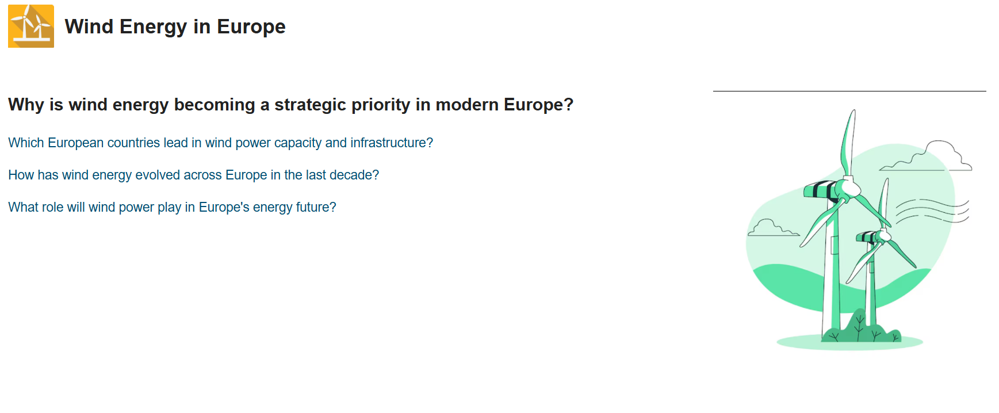 Wind Energy in Europe
Why is wind energy becoming a strategic priority in modern Europe?
Which European countries lead in wind power capacity and infrastructure?
How has wind energy evolved across Europe in the last decade?
What role will wind power play in Europe's energy future?